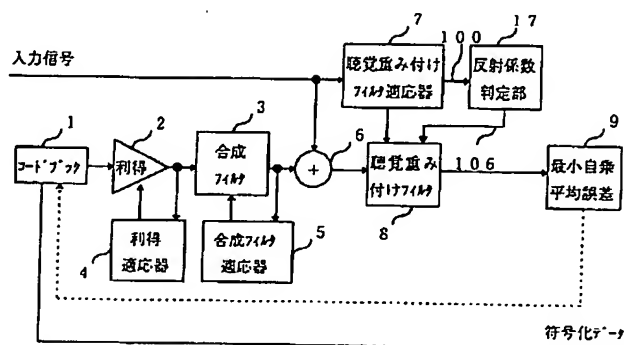 7
100
17
入力信号
聴覚重み付け
フィルタ適応器
反射係数
判定部
1
2
3
9
コードブック
利得
合成
フィルタ
+
6
聴覚重み
付けフィルタ
106
最小自乗
平均誤差
8
4
利得
適応器
合成フィルタ
適応器
5
符号化データ